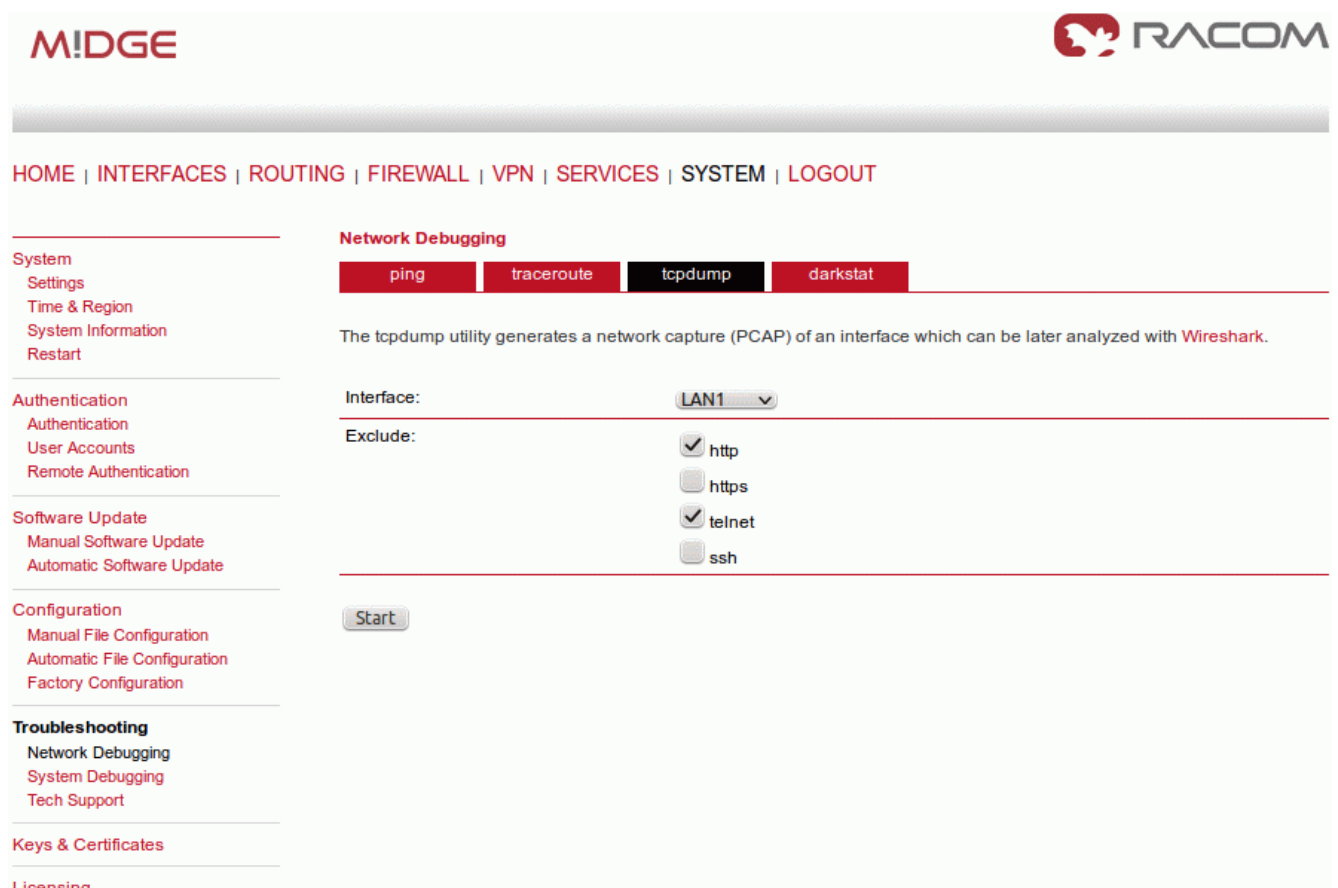 M!DGE
RACOM
HOME | INTERFACES | ROUTING | FIREWALL | VPN | SERVICES | SYSTEM | LOGOUT
System
Settings
Time & Region
System Information
Restart
Authentication
Authentication
User Accounts
Remote Authentication
Software Update
Manual Software Update
Automatic Software Update
Configuration
Manual File Configuration
Automatic File Configuration
Factory Configuration
Troubleshooting
Network Debugging
System Debugging
Tech Support
Keys & Certificates
Licensing
Network Debugging
ping traceroute tcpdump darkstat
The tcpdump utility generates a network capture (PCAP) of an interface which can be later analyzed with Wireshark.
Interface: LAN1
Exclude: http
https
telnet
ssh
Start